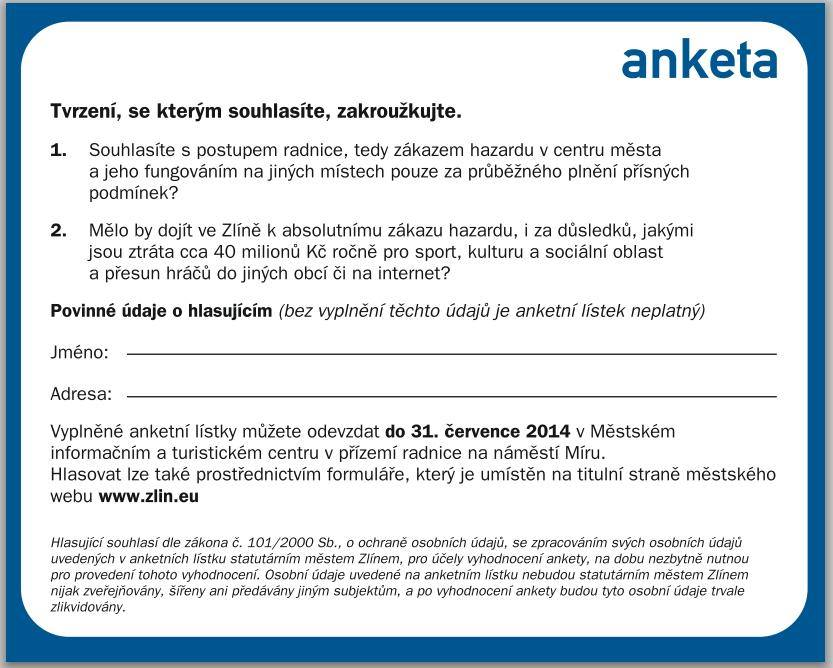 anketa
Tvrzení, se kterým souhlasíte, zakroužkujte.
1. Souhlasíte s postupem radnice, tedy zákazem hazardu v centru města
a jeho fungováním na jiných místech pouze za průběžného plnění přísných
podmínek?
2. Mělo by dojít ve Zlíně k absolutnímu zákazu hazardu, i za důsledků, jakými
jsou ztráta cca 40 milionů Kč ročně pro sport, kulturu a sociální oblast
a přesun hráčů do jiných obcí či na internet?
Povinné údaje o hlasujícím (bez vyplnění těchto údajů je anketní lístek neplatný)
Jméno:
Adresa:
Vyplněné anketní lístky můžete odevzdat do 31. července 2014 v Městském
informačním a turistickém centru v přízemí radnice na náměstí Míru.
Hlasovat lze také prostřednictvím formuláře, který je umístěn na titulní straně městského
webu www.zlin.eu
Hlasující souhlasí dle zákona č. 101/2000 Sb., o ochraně osobních údajů, se zpracováním svých osobních údajů
uvedených v anketních lístku statutárním městem Zlínem, pro účely vyhodnocení ankety, na dobu nezbytně nutnou
pro provedení tohoto vyhodnocení. Osobní údaje uvedené na anketním lístku nebudou statutárním městem Zlínem
nijak zveřejňovány, šířeny ani předávány jiným subjektům, a po vyhodnocení ankety budou tyto osobní údaje trvale
zlikvidovány.